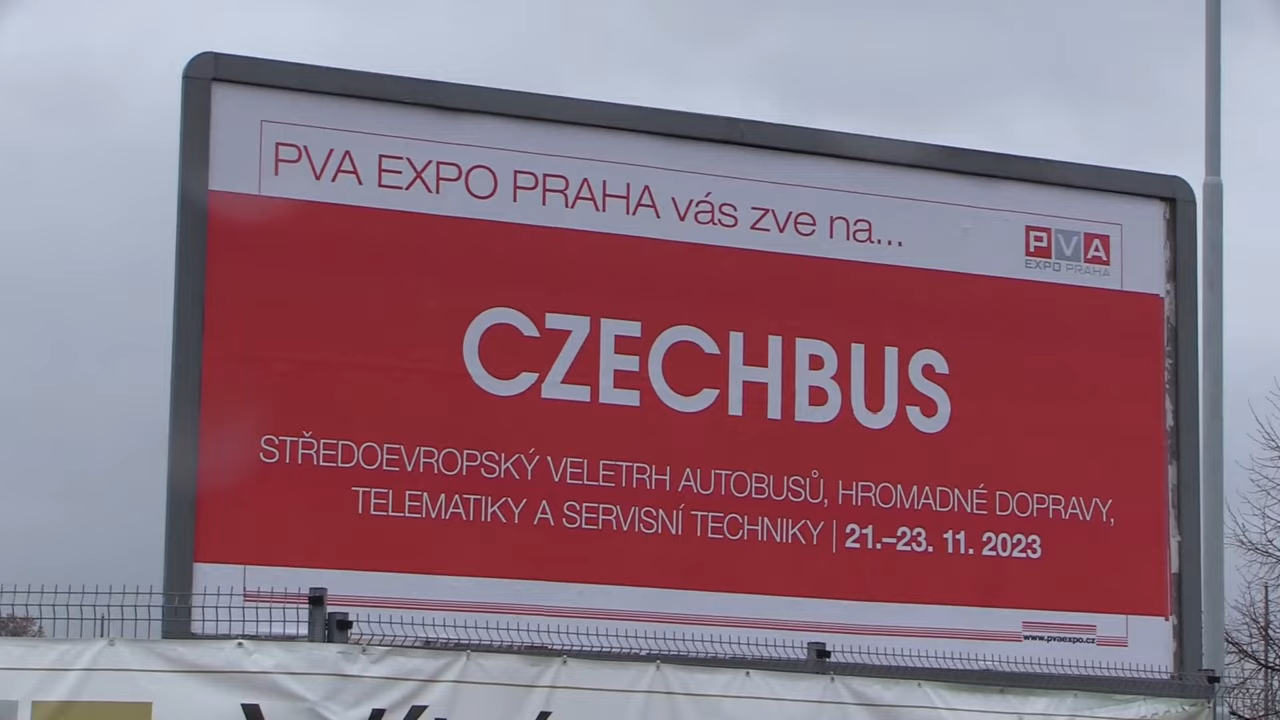 PVA EXPO PRAHA vás zve na...
PVA
EXPO PRAHA
CZECHBUS
STŘEDOEVROPSKÝ VELETRH AUTOBUSŮ, HROMADNÉ DOPRAVY,
TELEMATIKY A SERVISNÍ TECHNIKY | 21.–23. 11. 2023
www.pvaexpo.cz